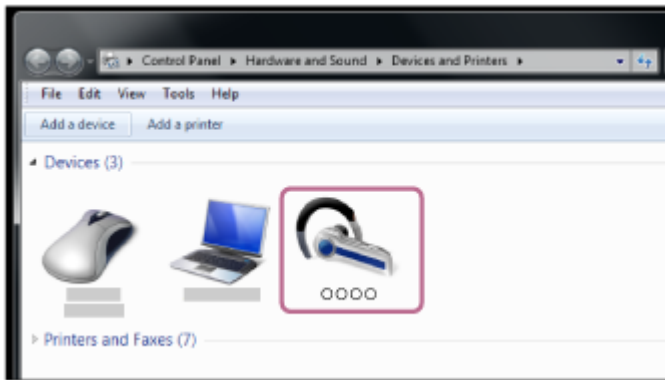 Control Panel ▸ Hardware and Sound ▸ Devices and Printers ▸
File Edit View Tools Help
Add a device Add a printer
Devices (3)
○○○○
Printers and Faxes (7)